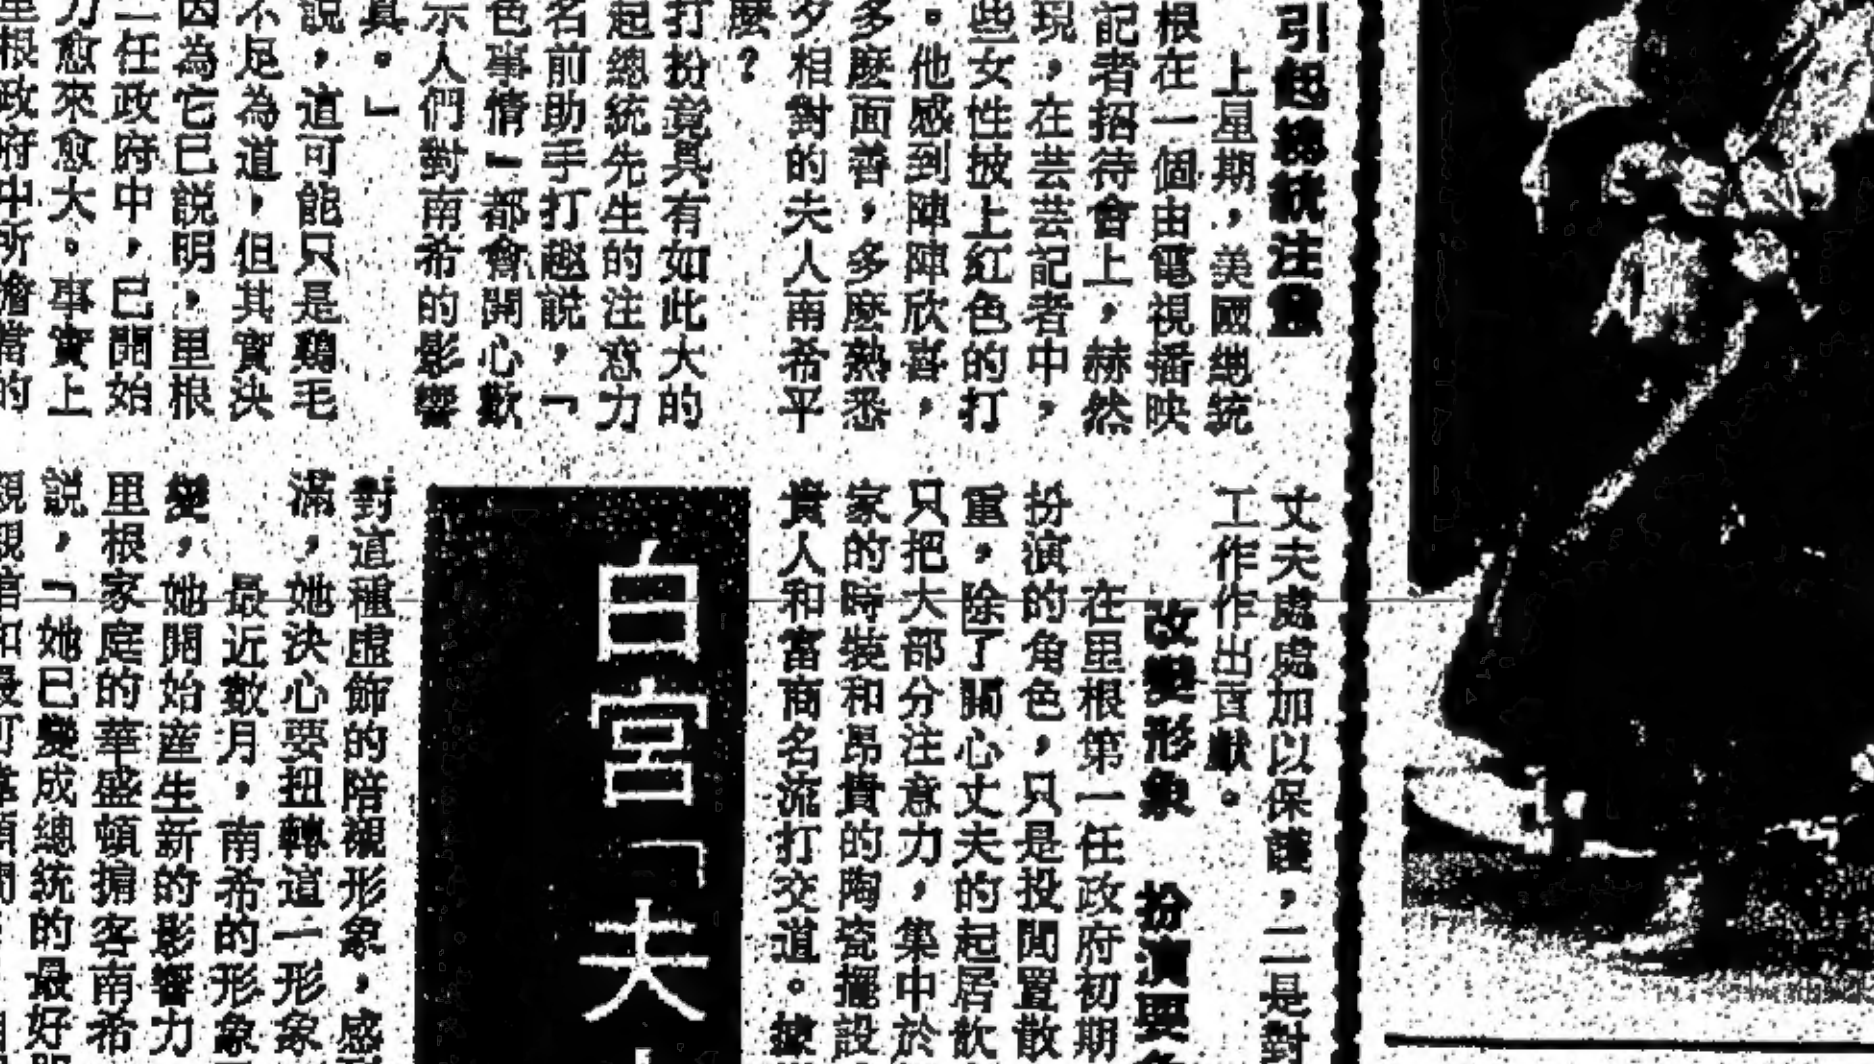 引起總統注意
上星期，美國總統
根在一個由電視播映
記者招待會上，赫然
現，在芸芸記者中，
些女性披上紅色的打
。他感到陣陣欣喜，
多麽面善，多麽熟悉
夕相對的夫人南希平
麽？
打扮竟具有如此大的
起總統先生的注意力
名前助手打趣説，「
色事情」都會開心歡
示人們對南希的影響
真。」
説，這可能只是鷄毛
不足為道，但其實決
因為它已説明，里根
二任政府中，已開始
力愈來愈大。事實上
里根政府中所擔當的
丈夫處處加以保護，二是對
工作作出貢獻。
改變形象 扮演要
在里根第一任政府初期
扮演的角色，只是投閒置散
重，除了關心丈夫的起居飲
只把大部分注意力，集中於
家的時裝和昂貴的陶瓷擺設
貴人和富商名流打交道。據
白宮「夫
對這種虛飾的陪襯形象，感
滿，她決心要扭轉這一形象
最近數月，南希的形象
變，她開始産生新的影響力
里根家庭的華盛頓掮客南希
説，「她已變成總統的最好